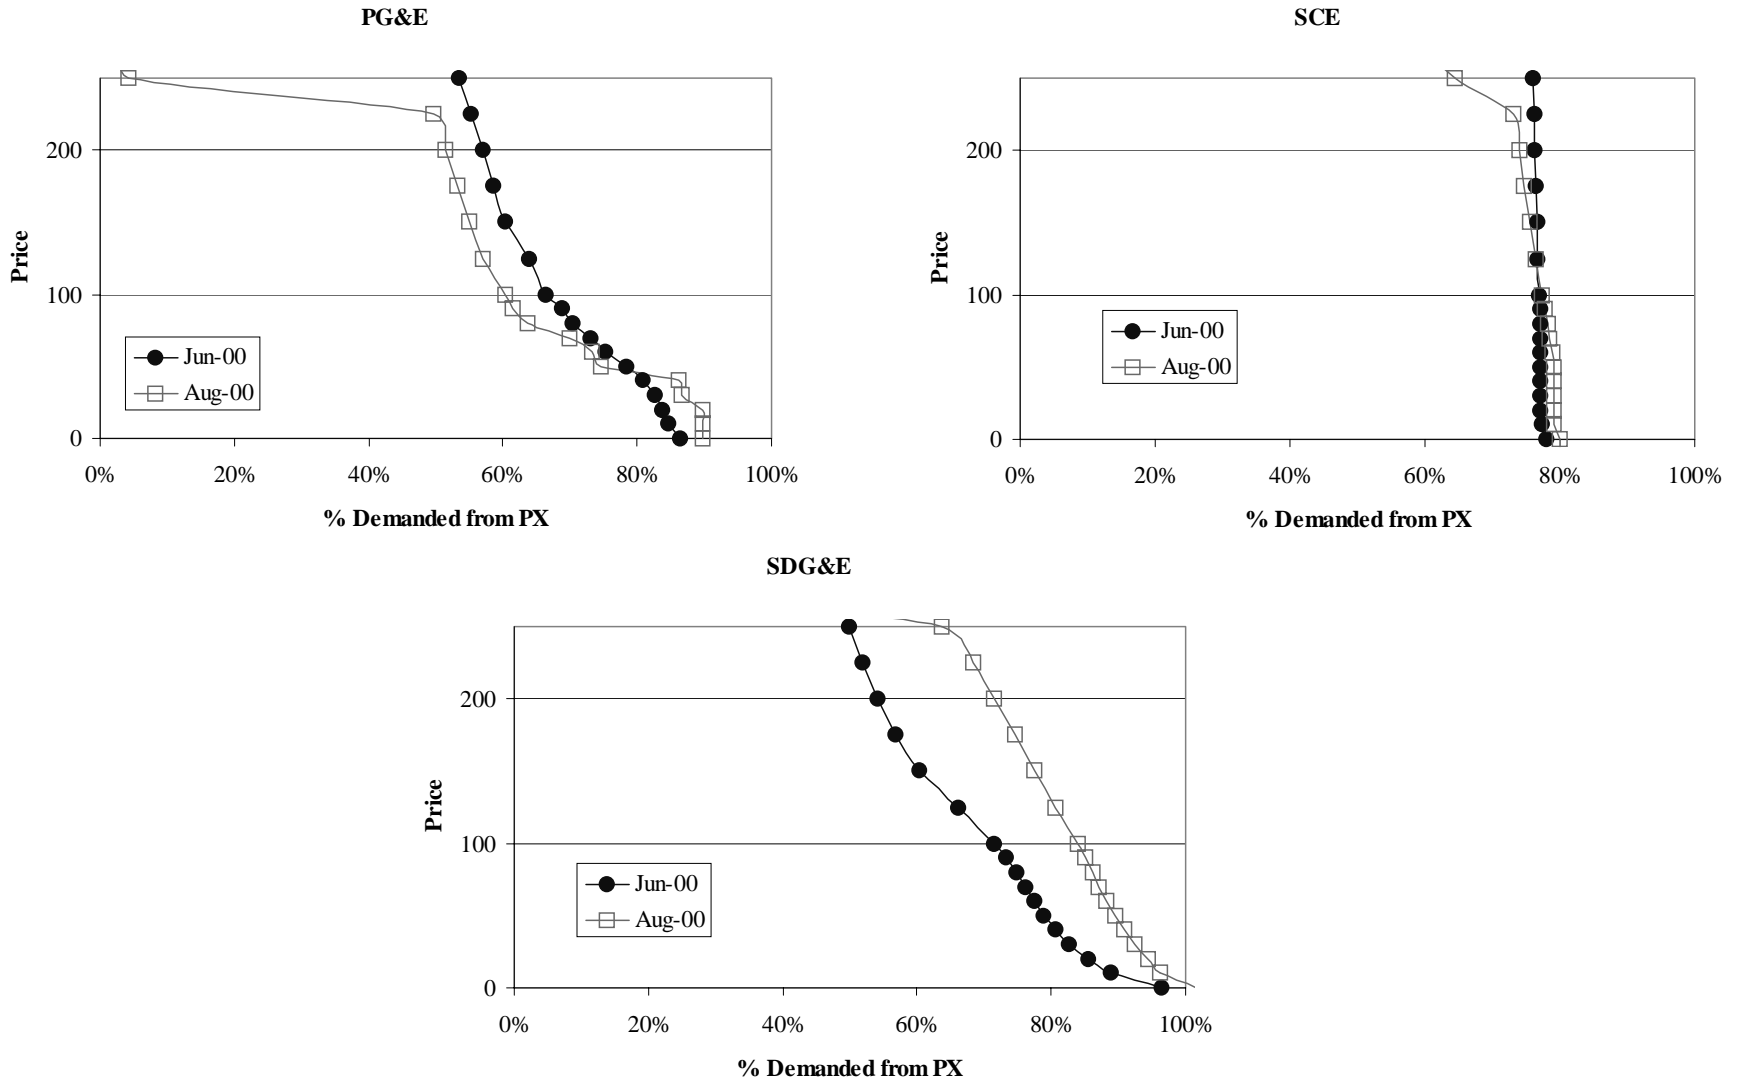 PG&E
200
100
0
Price
Jun-00
Aug-00
0% 20% 40% 60% 80% 100%
% Demanded from PX
SCE
200
100
0
Price
Jun-00
Aug-00
0% 20% 40% 60% 80% 100%
% Demanded from PX
SDG&E
200
100
0
Price
Jun-00
Aug-00
0% 20% 40% 60% 80% 100%
% Demanded from PX